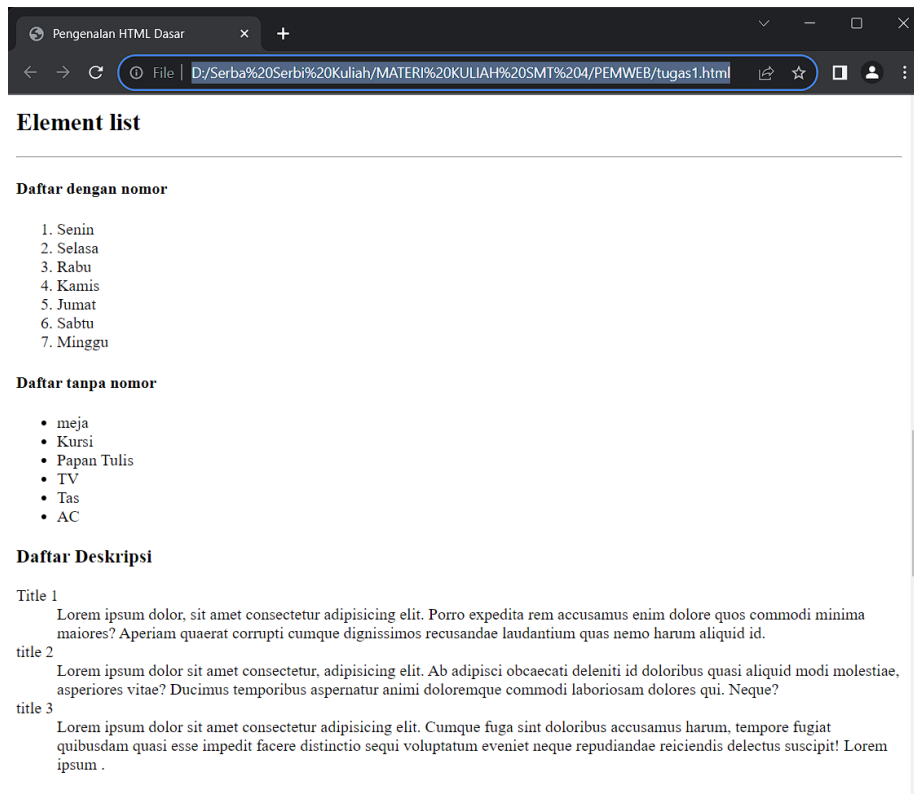 Pengenalan HTML Dasar
File | D:/Serba%20Serbi%20Kuliah/MATERI%20KULIAH%20SMT%204/PEMWEB/tugas1.html
Element list
Daftar dengan nomor
1. Senin
2. Selasa
3. Rabu
4. Kamis
5. Jumat
6. Sabtu
7. Minggu
Daftar tanpa nomor
• meja
• Kursi
• Papan Tulis
• TV
• Tas
• AC
Daftar Deskripsi
Title 1
Lorem ipsum dolor, sit amet consectetur adipisicing elit. Porro expedita rem accusamus enim dolore quos commodi minima
maiores? Aperiam quaerat corrupti cumque dignissimos recusandae laudantium quas nemo harum aliquid id.
title 2
Lorem ipsum dolor sit amet consectetur, adipisicing elit. Ab adipisci obcaecati deleniti id doloribus quasi aliquid modi molestiae,
asperiores vitae? Ducimus temporibus aspernatur animi doloremque commodi laboriosam dolores qui. Neque?
title 3
Lorem ipsum dolor sit amet consectetur adipisicing elit. Cumque fuga sint doloribus accusamus harum, tempore fugiat
quibusdam quasi esse impedit facere distinctio sequi voluptatum eveniet neque repudiandae reiciendis delectus suscipit! Lorem
ipsum .